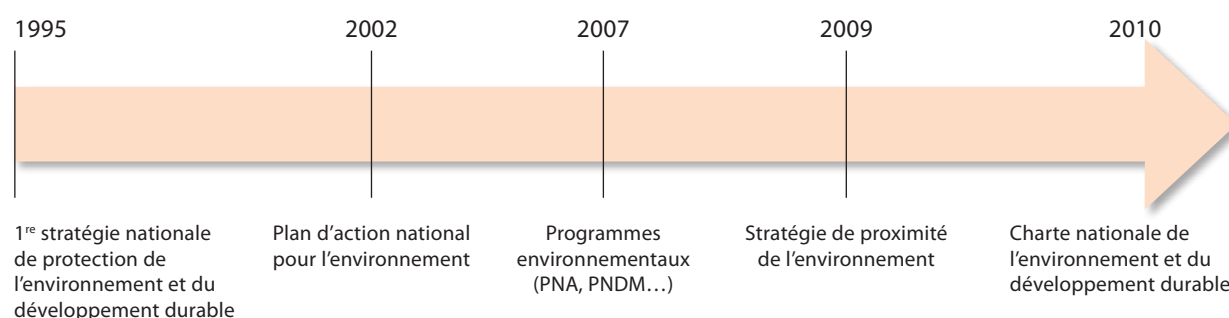 1995
2002
2007
2009
2010
1re stratégie nationale
de protection de
l'environnement et du
développement durable
Plan d'action national
pour l'environnement
Programmes
environnementaux
(PNA, PNDM…)
Stratégie de proximité
de l'environnement
Charte nationale de
l'environnement et du
développement durable